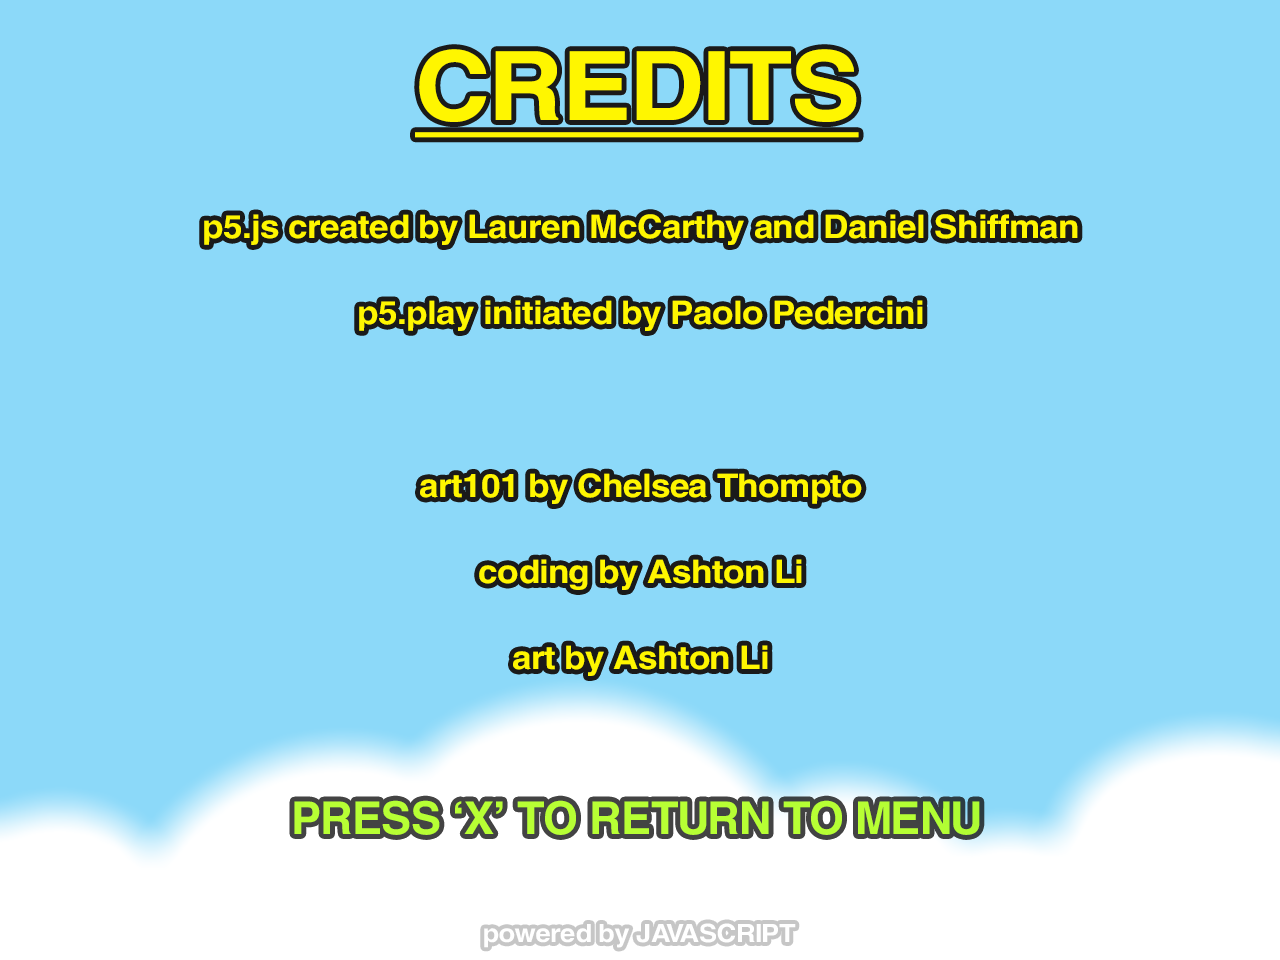 CREDITS
p5.js created by Lauren McCarthy and Daniel Shiffman
p5.play initiated by Paolo Pedercini
art101 by Chelsea Thompto
coding by Ashton Li
art by Ashton Li
PRESS ‘X’ TO RETURN TO MENU
powered by JAVASCRIPT